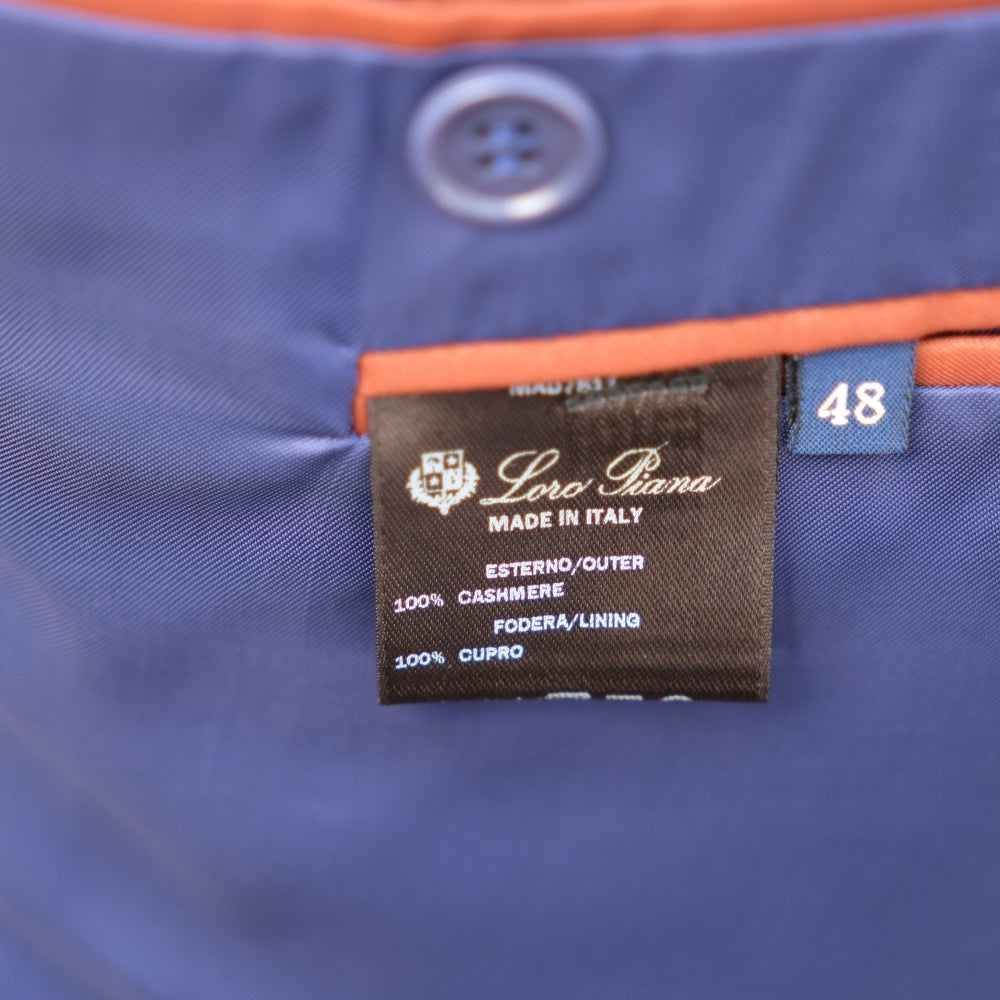 48
Loro Piana
MADE IN ITALY
ESTERNO/OUTER
100% CASHMERE
FODERA/LINING
100% CUPRO